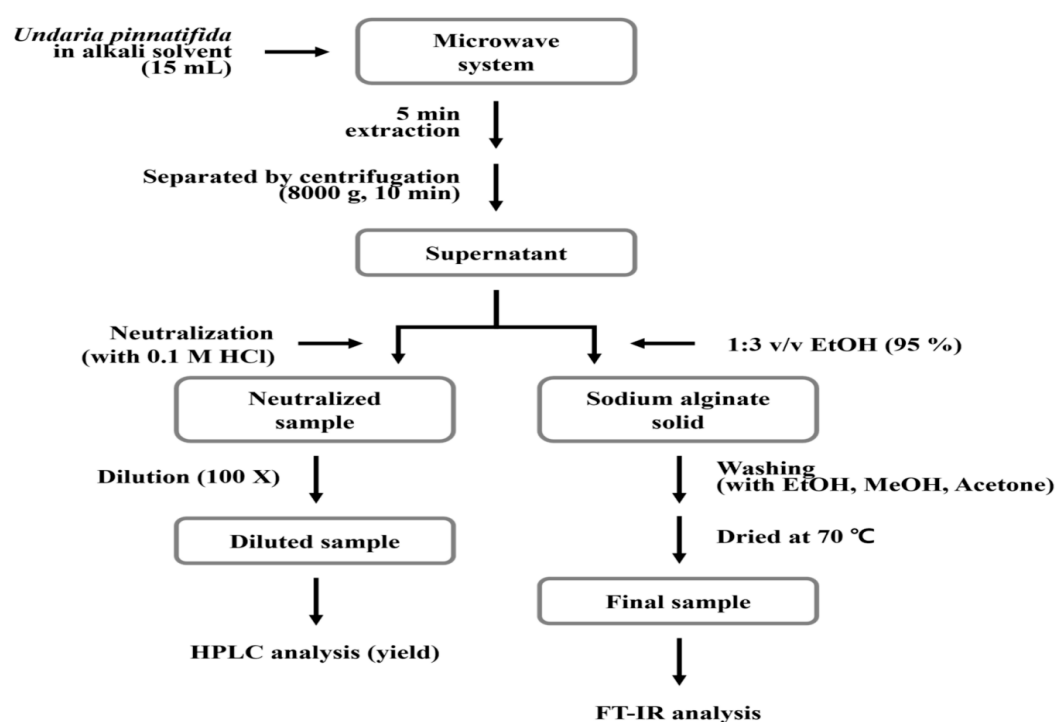 Undaria pinnatifida
in alkali solvent
(15 mL)
Microwave
system
5 min
extraction
Separated by centrifugation
(8000 g, 10 min)
Supernatant
Neutralization
(with 0.1 M HCl)
1:3 v/v EtOH (95 %)
Neutralized
sample
Sodium alginate
solid
Dilution (100 X)
Washing
(with EtOH, MeOH, Acetone)
Diluted sample
Dried at 70 ℃
Final sample
HPLC analysis (yield)
FT-IR analysis